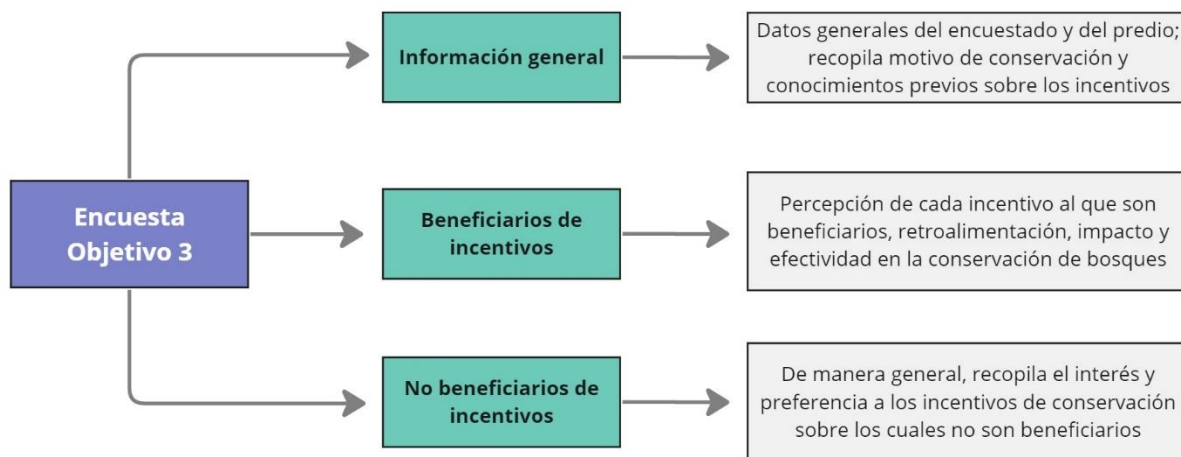 Información general
Datos generales del encuestado y del predio;
recopila motivo de conservación y
conocimientos previos sobre los incentivos
Encuesta
Objetivo 3
Beneficiarios de
incentivos
Percepción de cada incentivo al que son
beneficiarios, retroalimentación, impacto y
efectividad en la conservación de bosques
No beneficiarios de
incentivos
De manera general, recopila el interés y
preferencia a los incentivos de conservación
sobre los cuales no son beneficiarios